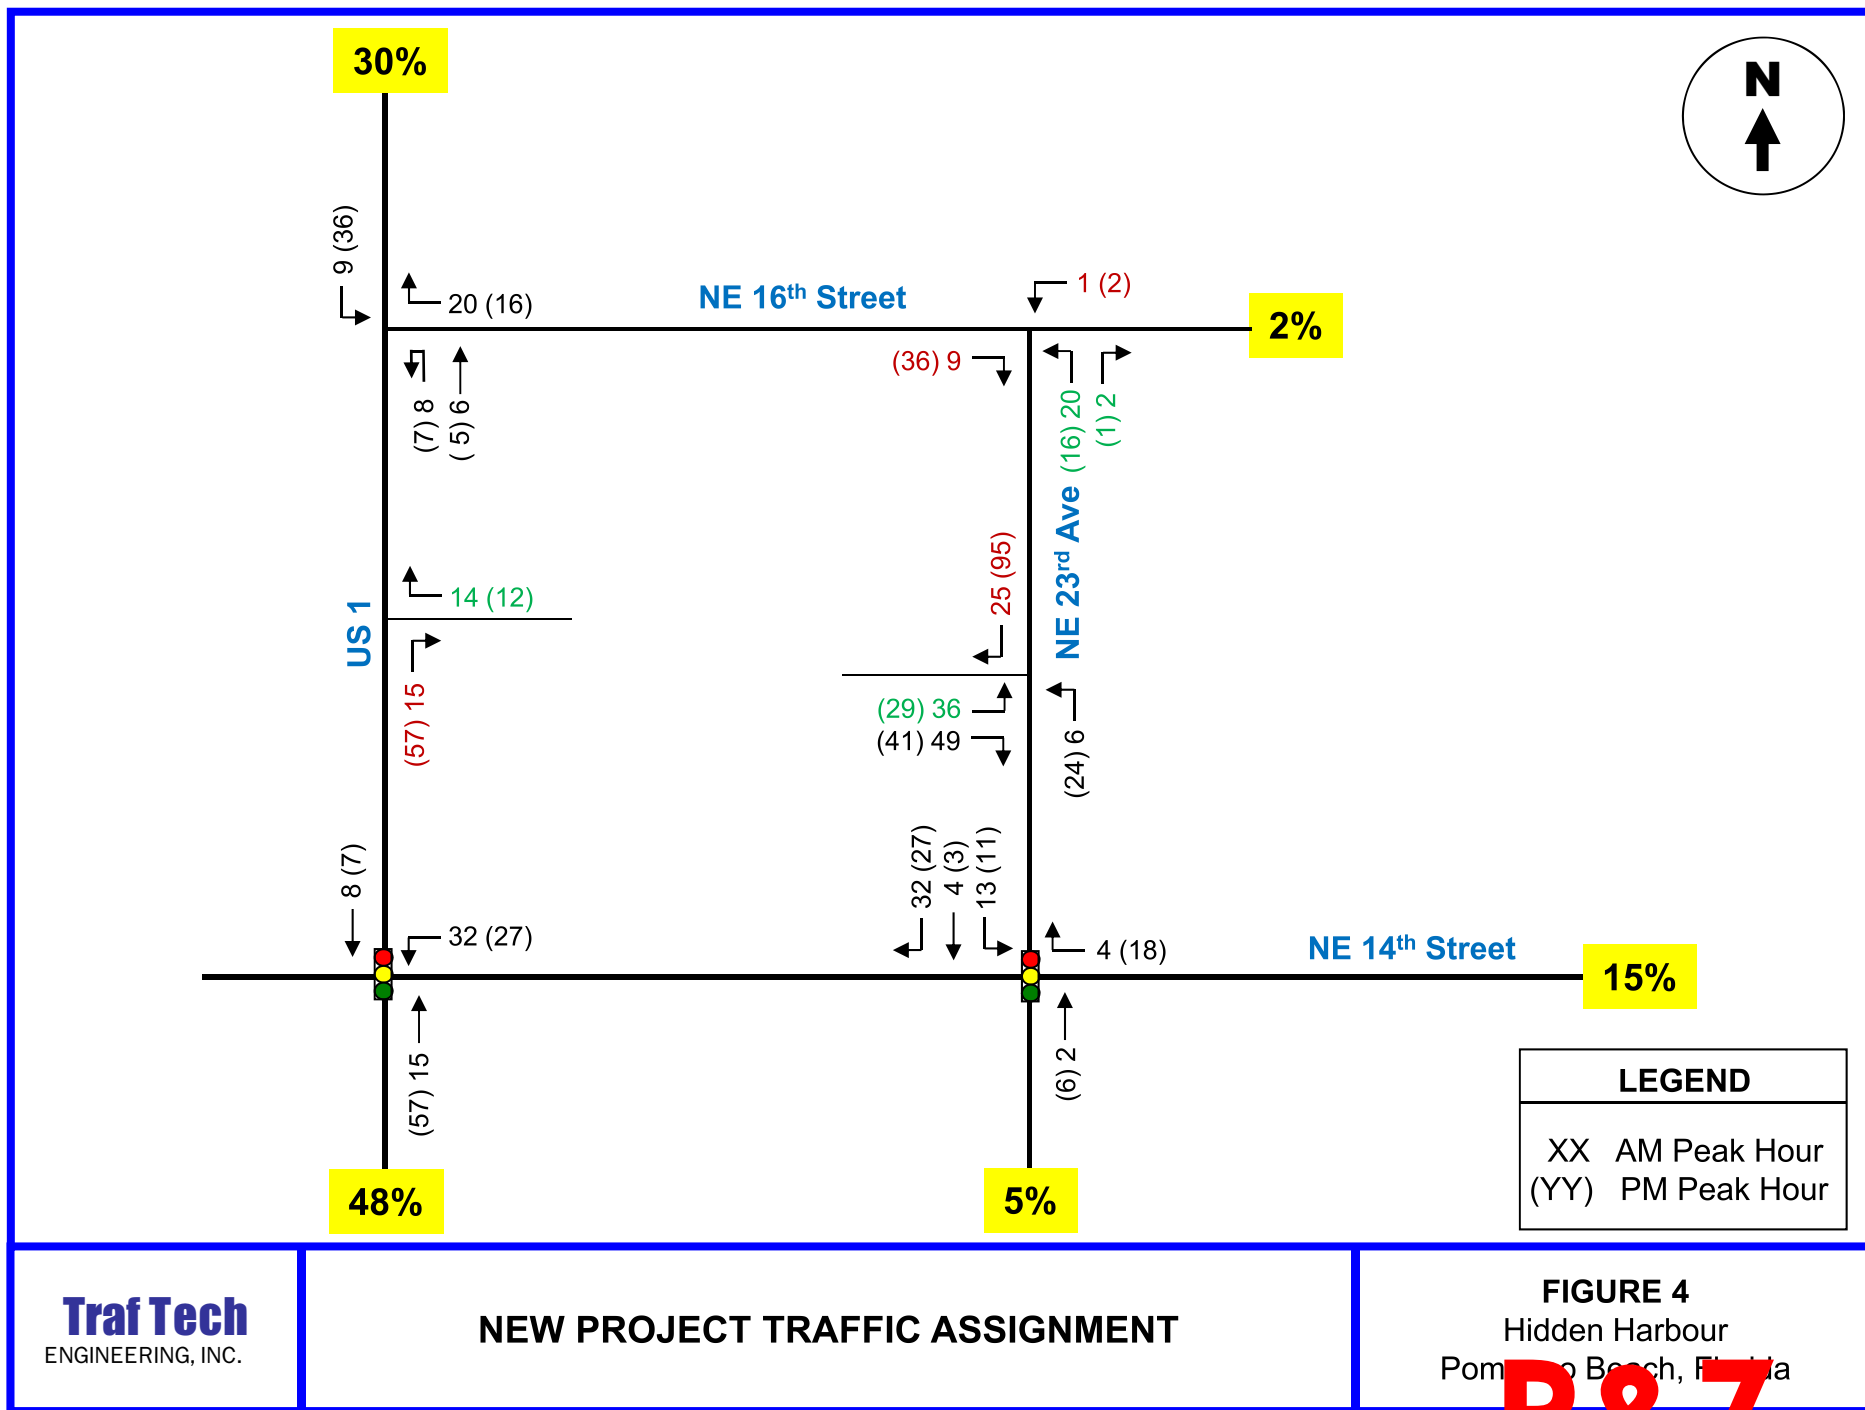 30%
N
9 (36)
20 (16)
NE 16th Street
1 (2)
2%
(36) 9
(7) 8
( 5) 6
(16) 20
(1) 2
NE 23rd Ave
25 (95)
14 (12)
US 1
(57) 15
(29) 36
(41) 49
(24) 6
8 (7)
32 (27)
4 (3)
13 (11)
32 (27)
4 (18)
NE 14th Street
15%
(57) 15
(6) 2
LEGEND
XX AM Peak Hour
(YY) PM Peak Hour
48%
5%
Traf Tech
ENGINEERING, INC.
NEW PROJECT TRAFFIC ASSIGNMENT
FIGURE 4
Hidden Harbour
P&Z